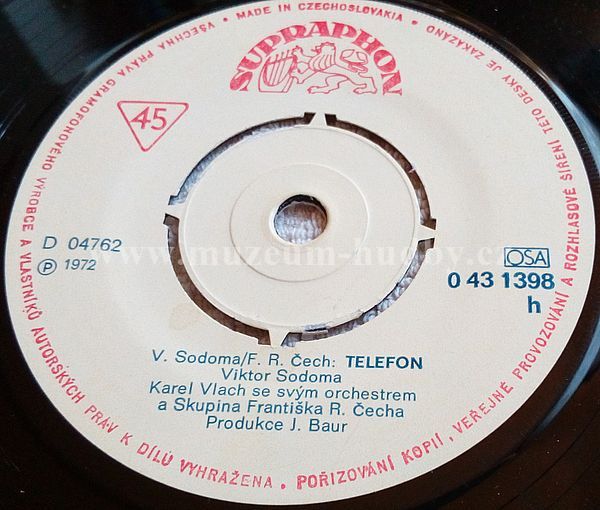 VŠECHNA PRÁVA GRAMOFONOVÉHO VÝROBCE A VLASTNÍKŮ AUTORSKÝCH PRÁV K DÍLU VYHRAŽENA • POŘIZOVÁNÍ KOPIÍ, VEŘEJNÉ PROVOZOVÁNÍ A ROZHLASOVÉ ŠÍŘENÍ TÉTO DESKY JE ZAKÁZÁNO • MADE IN CZECHOSLOVAKIA •
SUPRAPHON
45
D 04762
Ⓟ 1972
OSA
0 43 1398
h
www.muzeum-hudby.cz
V. Sodoma/F. R. Čech: TELEFON
Viktor Sodoma
Karel Vlach se svým orchestrem
a Skupina Františka R. Čecha
Produkce J. Baur